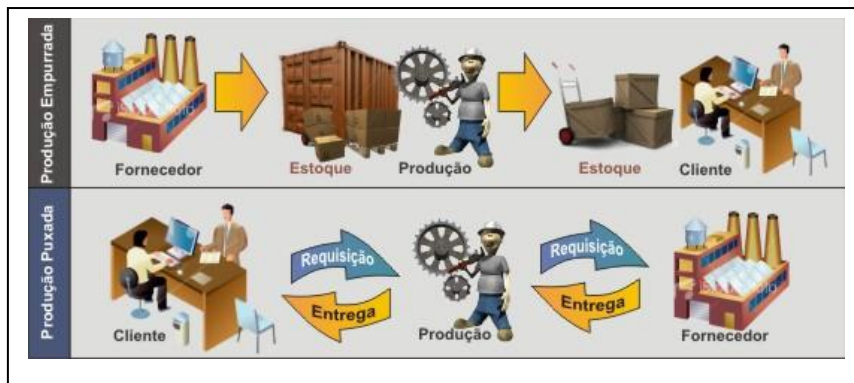 Produção Empurrada
Fornecedor
Estoque
Produção
Estoque
Cliente
Produção Puxada
Requisição
Entrega
Requisição
Entrega
Cliente
Produção
Fornecedor